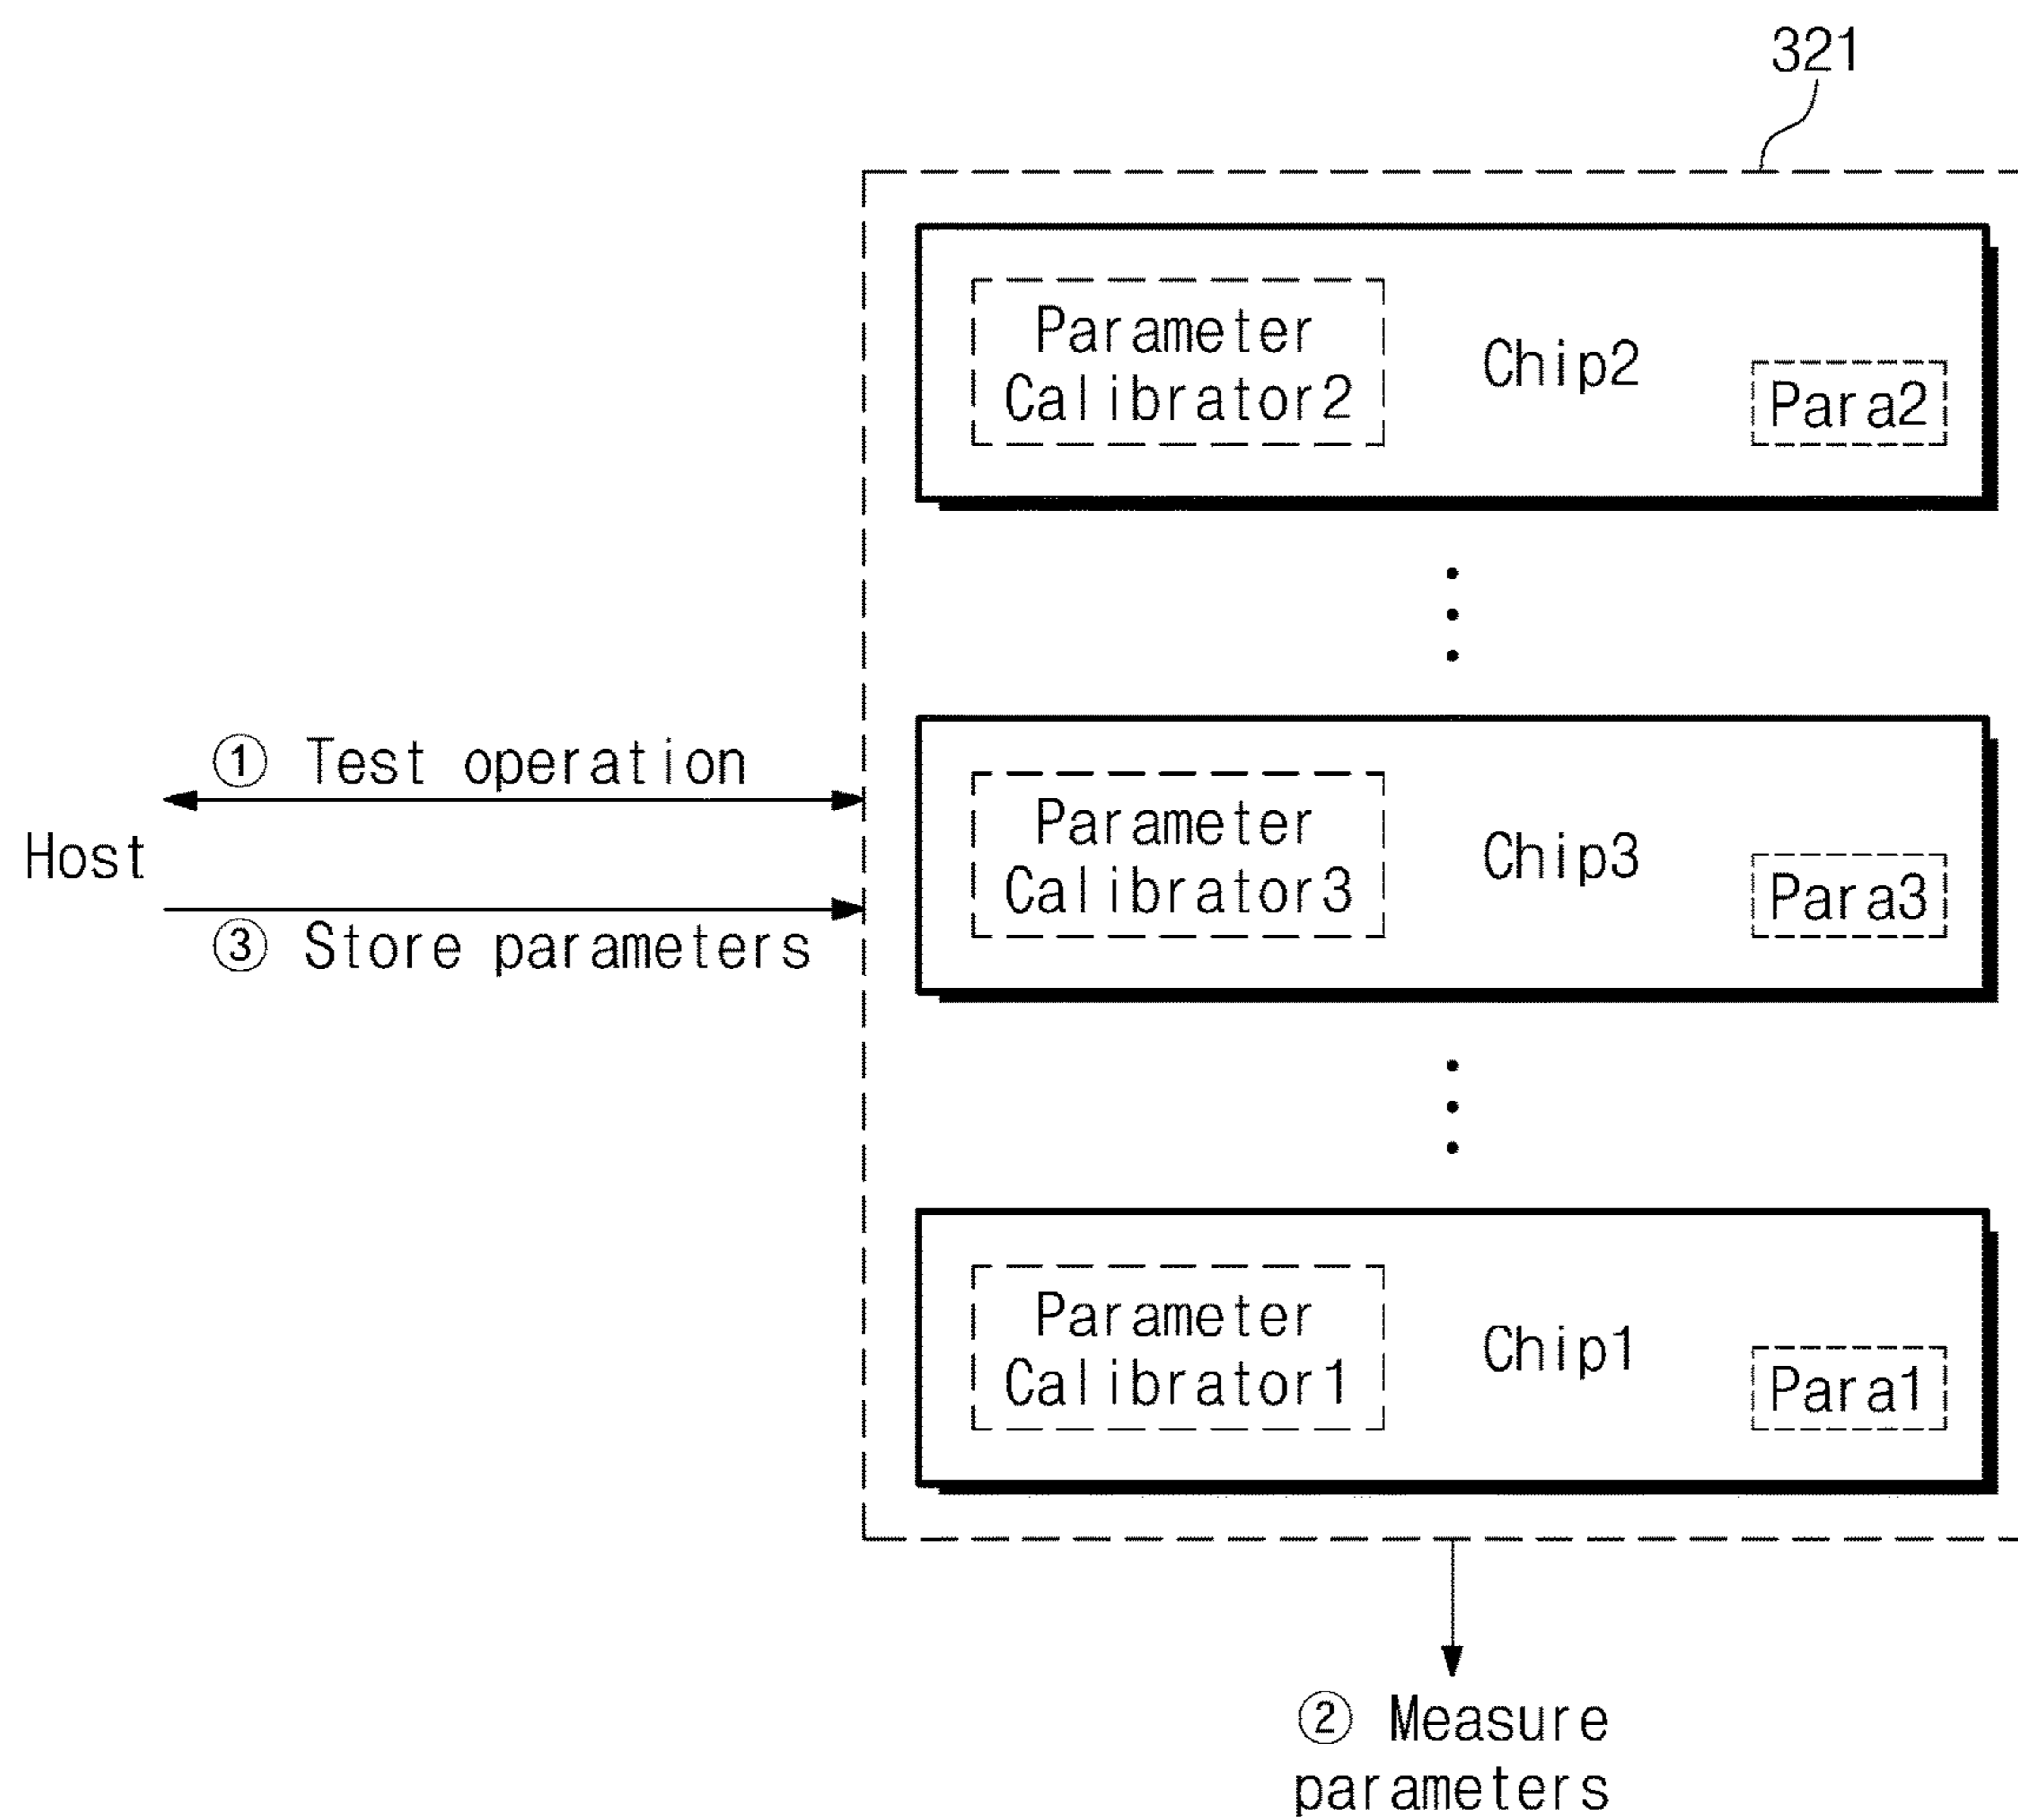 321
Parameter
Calibrator2
Chip2
Para2
① Test operation
Host
③ Store parameters
Parameter
Calibrator3
Chip3
Para3
Parameter
Calibrator1
Chip1
Para1
② Measure
parameters